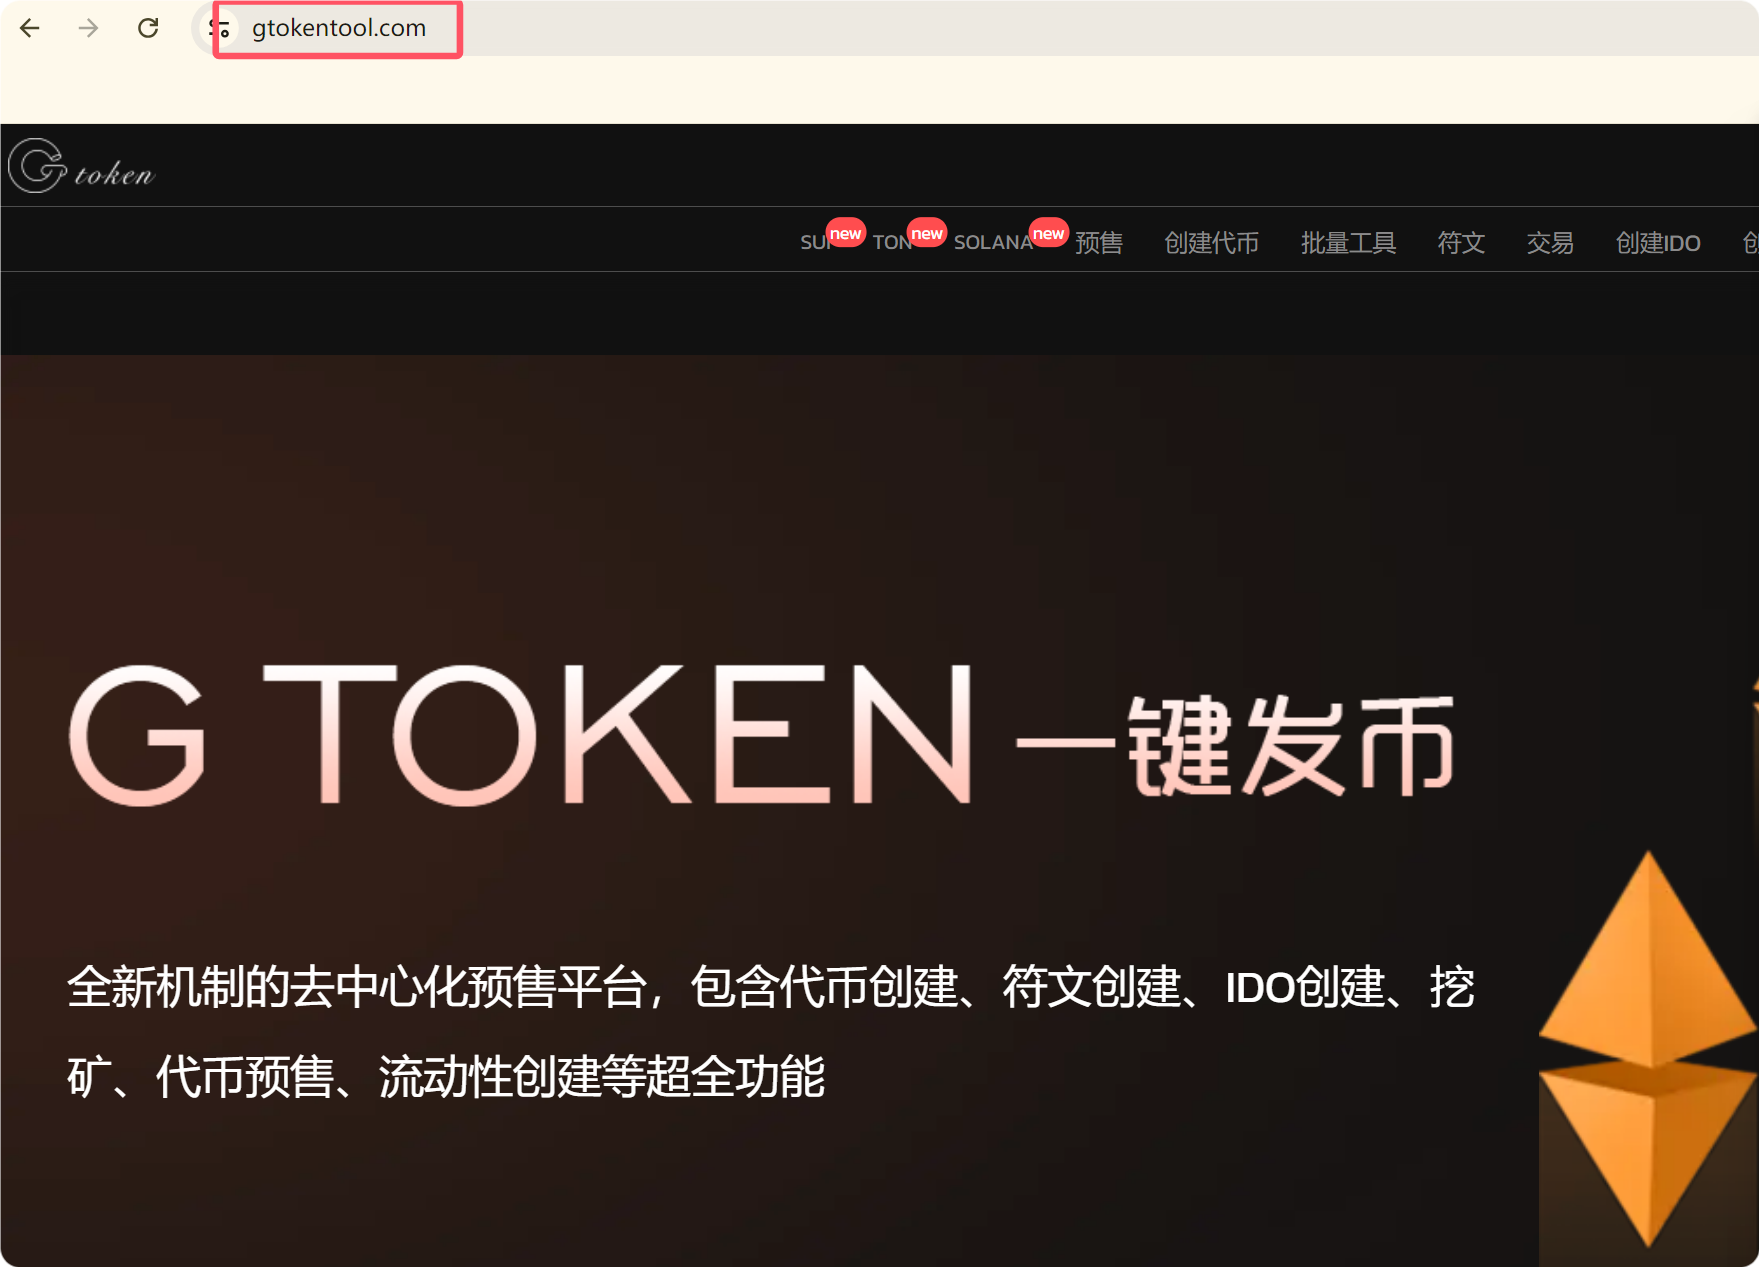 gtokentool.com
G token
SUI new TON new SOLANA new 预售 创建代币 批量工具 符文 交易 创建IDO
G TOKEN 一键发币
全新机制的去中心化预售平台，包含代币创建、符文创建、IDO创建、挖
矿、代币预售、流动性创建等超全功能